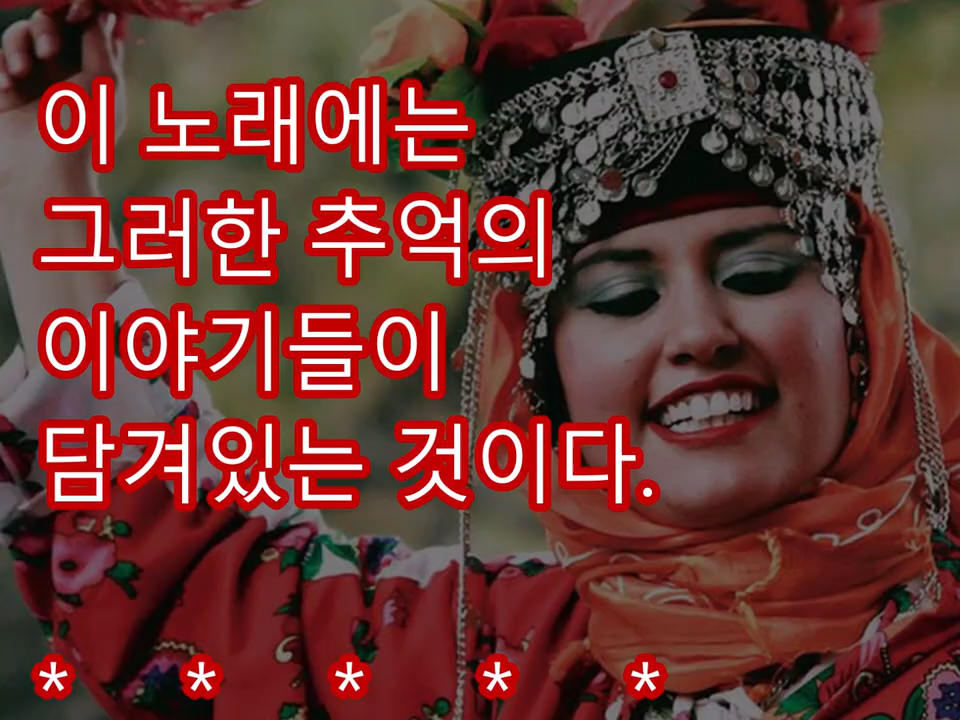 이 노래에는
그러한 추억의
이야기들이
담겨있는 것이다.
* * * * *